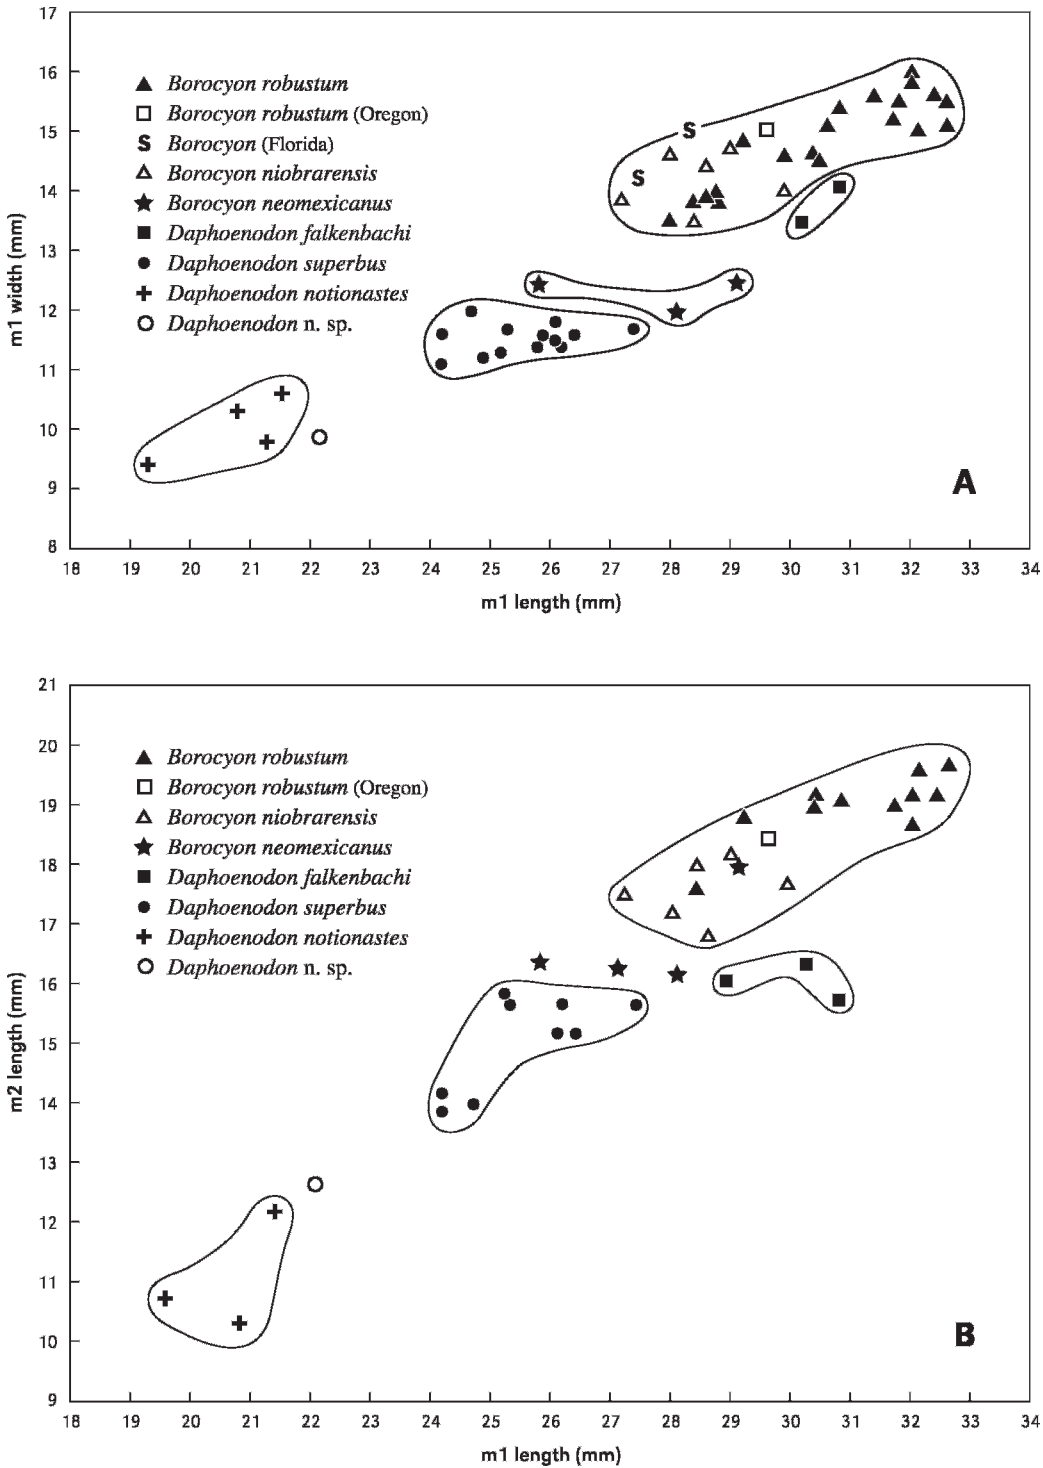 17
16
15
14
13
12
11
10
9
8
m1 width (mm)
▲ Borocyon robustum
□ Borocyon robustum (Oregon)
S Borocyon (Florida)
△ Borocyon niobrarensis
★ Borocyon neomexicanus
■ Daphoenodon falkenbachi
● Daphoenodon superbus
+ Daphoenodon notionastes
○ Daphoenodon n. sp.
S
S
A
18 19 20 21 22 23 24 25 26 27 28 29 30 31 32 33 34
m1 length (mm)
21
20
19
18
17
16
15
14
13
12
11
10
9
m2 length (mm)
▲ Borocyon robustum
□ Borocyon robustum (Oregon)
△ Borocyon niobrarensis
★ Borocyon neomexicanus
■ Daphoenodon falkenbachi
● Daphoenodon superbus
+ Daphoenodon notionastes
○ Daphoenodon n. sp.
B
18 19 20 21 22 23 24 25 26 27 28 29 30 31 32 33 34
m1 length (mm)